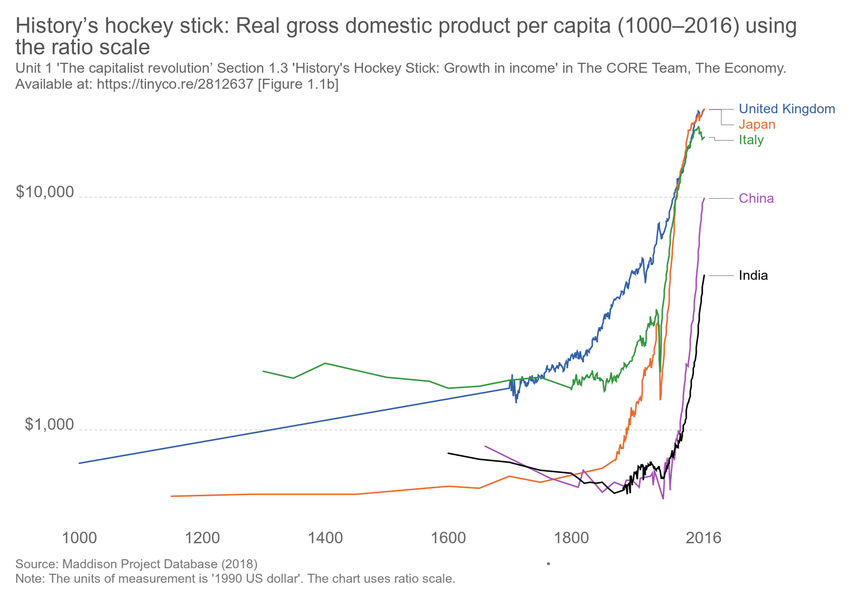 History’s hockey stick: Real gross domestic product per capita (1000–2016) using
the ratio scale
Unit 1 'The capitalist revolution’ Section 1.3 'History's Hockey Stick: Growth in income' in The CORE Team, The Economy.
Available at: https://tinyco.re/2812637 [Figure 1.1b]
United Kingdom
Japan
Italy
$10,000
China
India
$1,000
1000 1200 1400 1600 1800 2016
Source: Maddison Project Database (2018)
Note: The units of measurement is '1990 US dollar'. The chart uses ratio scale.